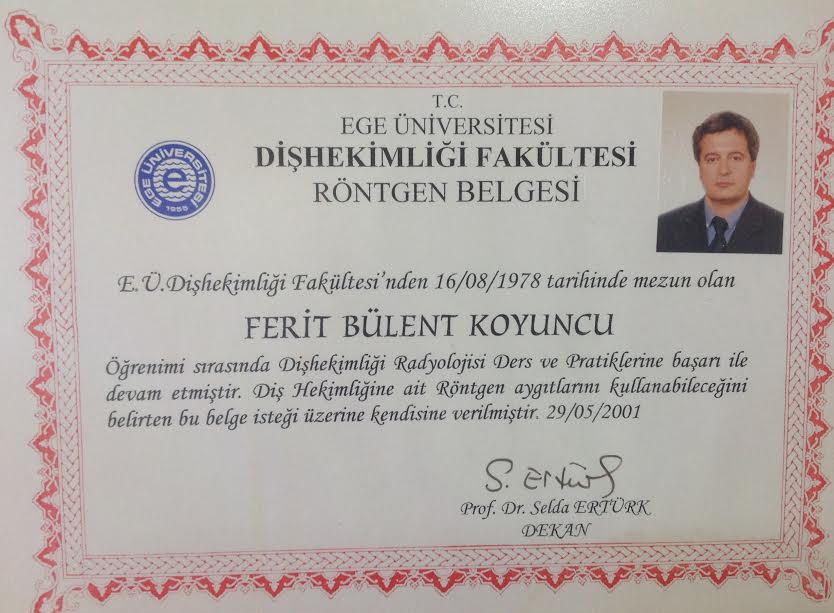 T.C.
EGE ÜNİVERSİTESİ
DİŞHEKİMLİĞİ FAKÜLTESİ
RÖNTGEN BELGESİ
EGE ÜNİVERSİTESİ
e
1955
E.Ü.Dişhekimliği Fakültesi'nden 16/08/1978 tarihinde mezun olan
FERİT BÜLENT KOYUNCU
Öğrenimi sırasında Dişhekimliği Radyolojisi Ders ve Pratiklerine başarı ile
devam etmiştir. Diş Hekimliğine ait Röntgen aygıtlarını kullanabileceğini
belirten bu belge isteği üzerine kendisine verilmiştir. 29/05/2001
S. Ertürk
Prof. Dr. Selda ERTÜRK
DEKAN